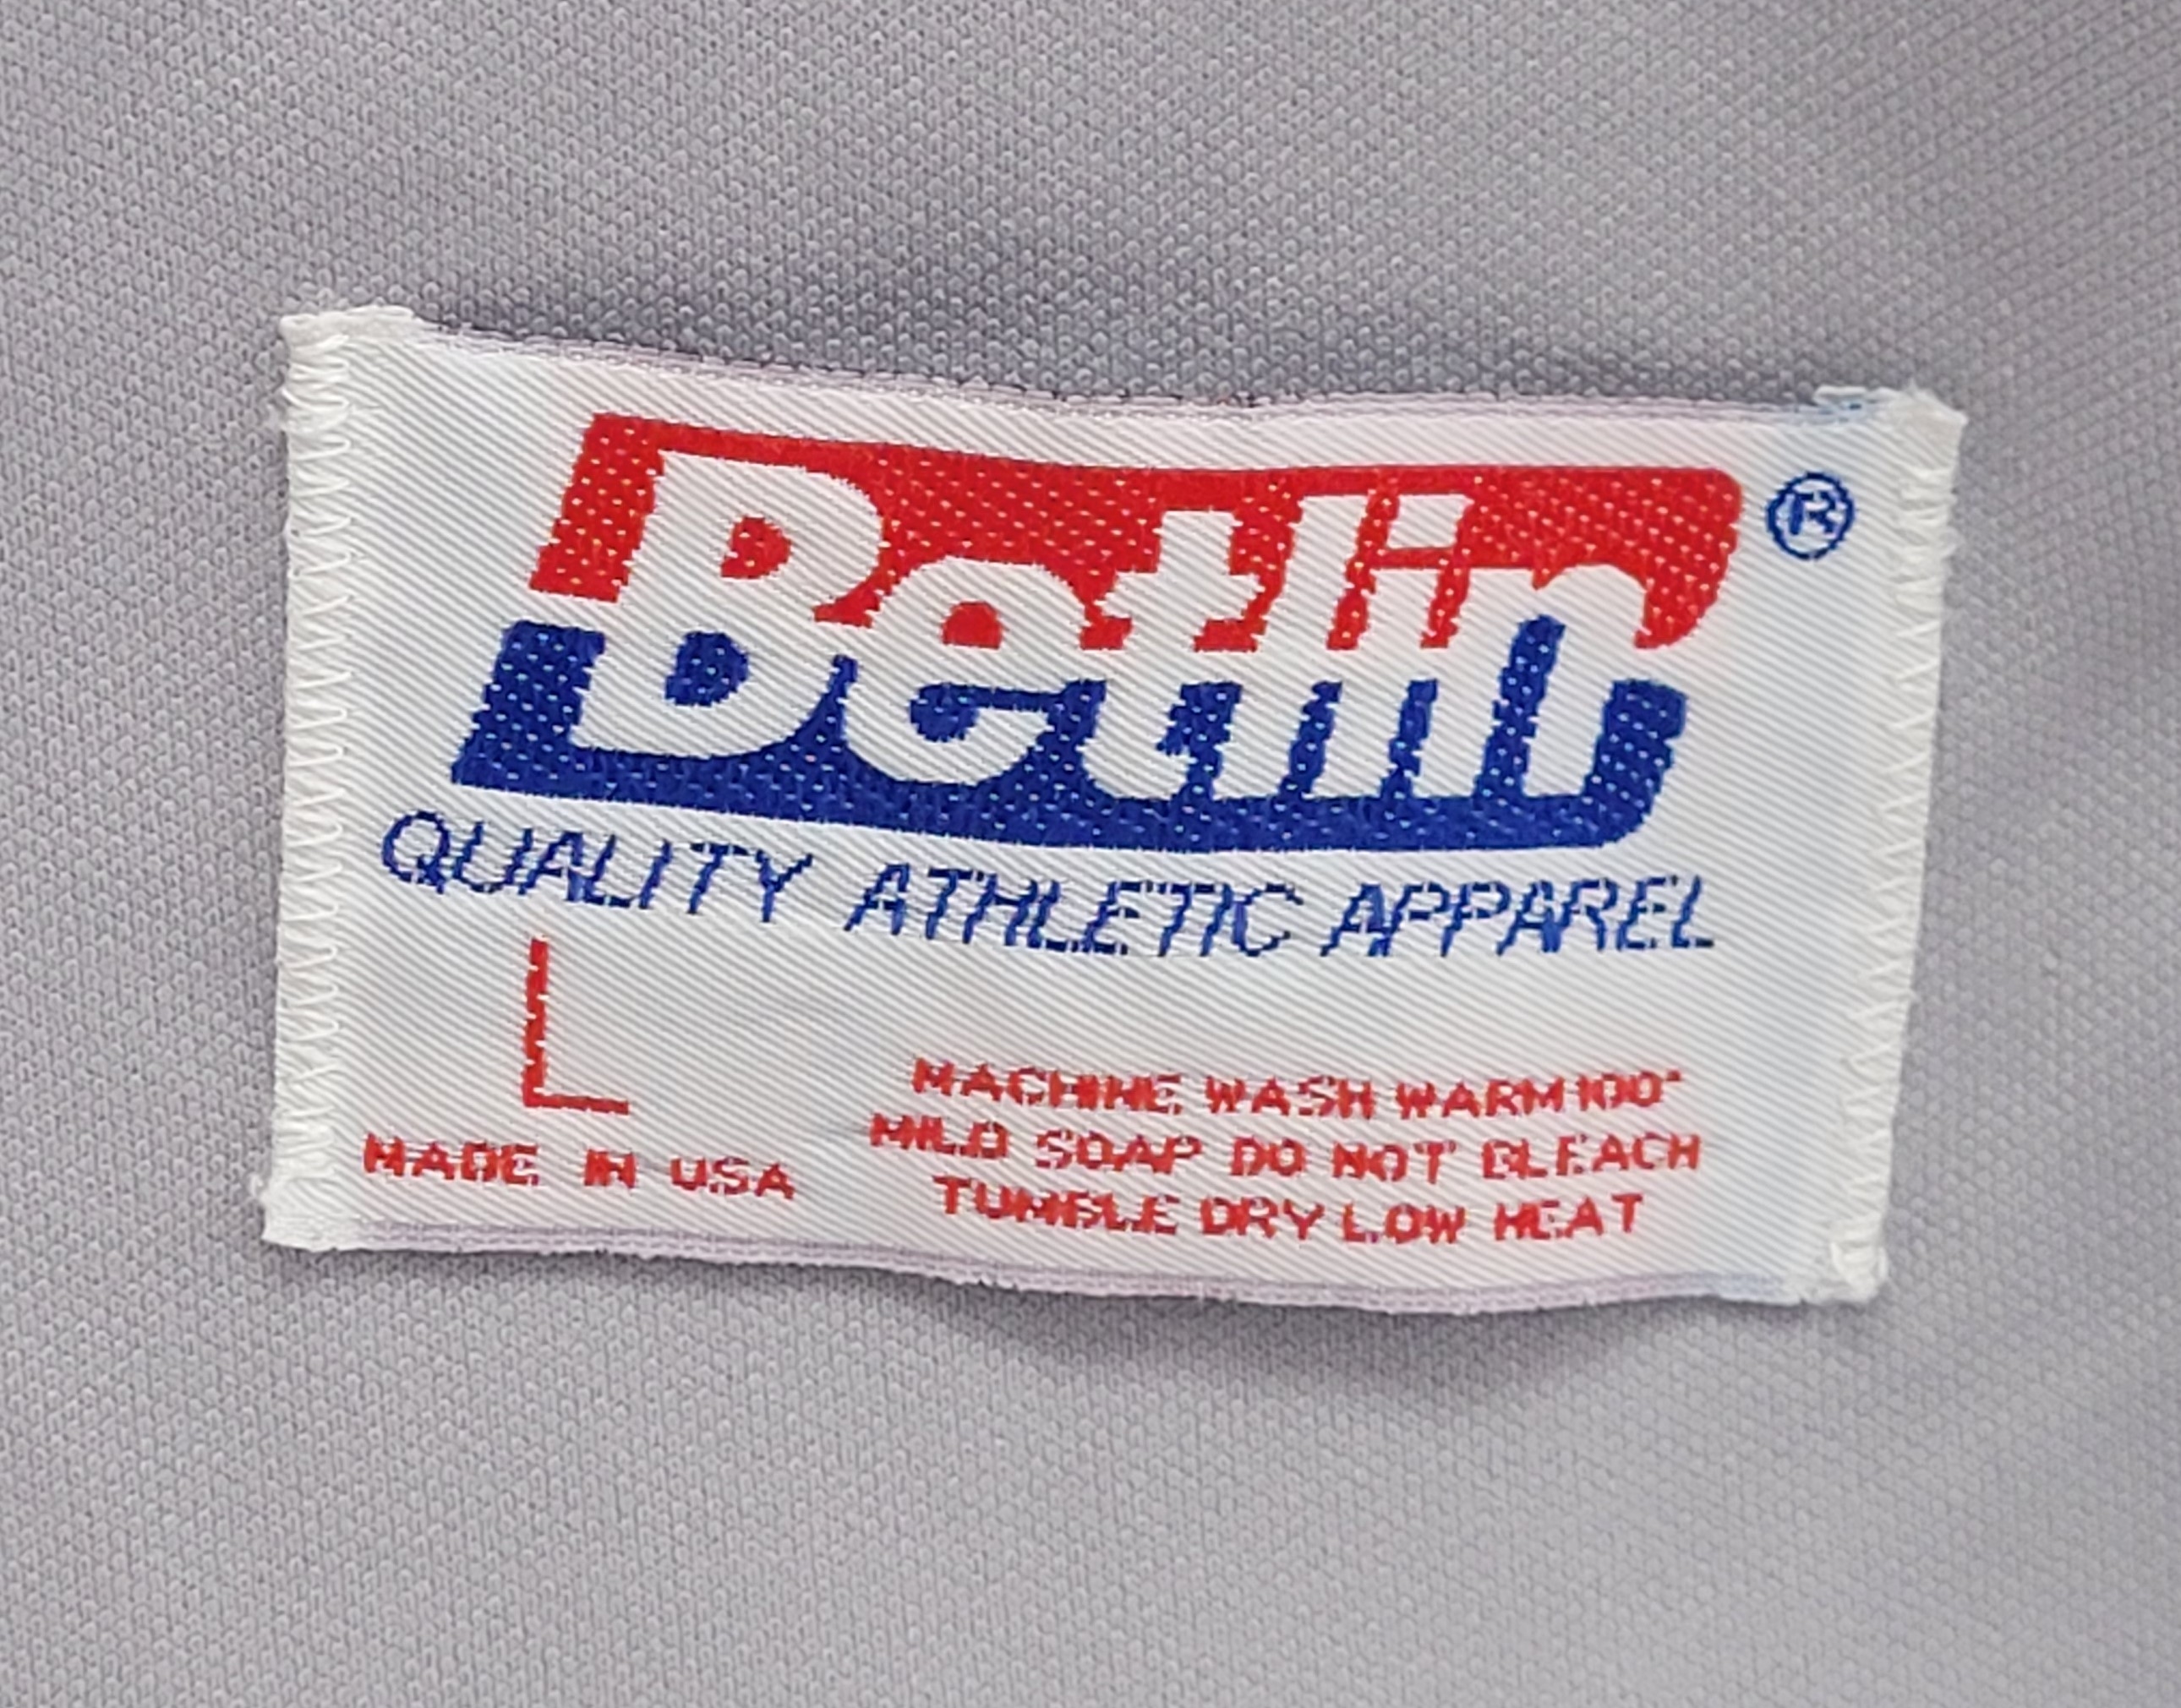 Betlin ®
QUALITY ATHLETIC APPAREL
L
MADE IN USA
MACHINE WASH WARM 100°
MILD SOAP DO NOT BLEACH
TUMBLE DRY LOW HEAT